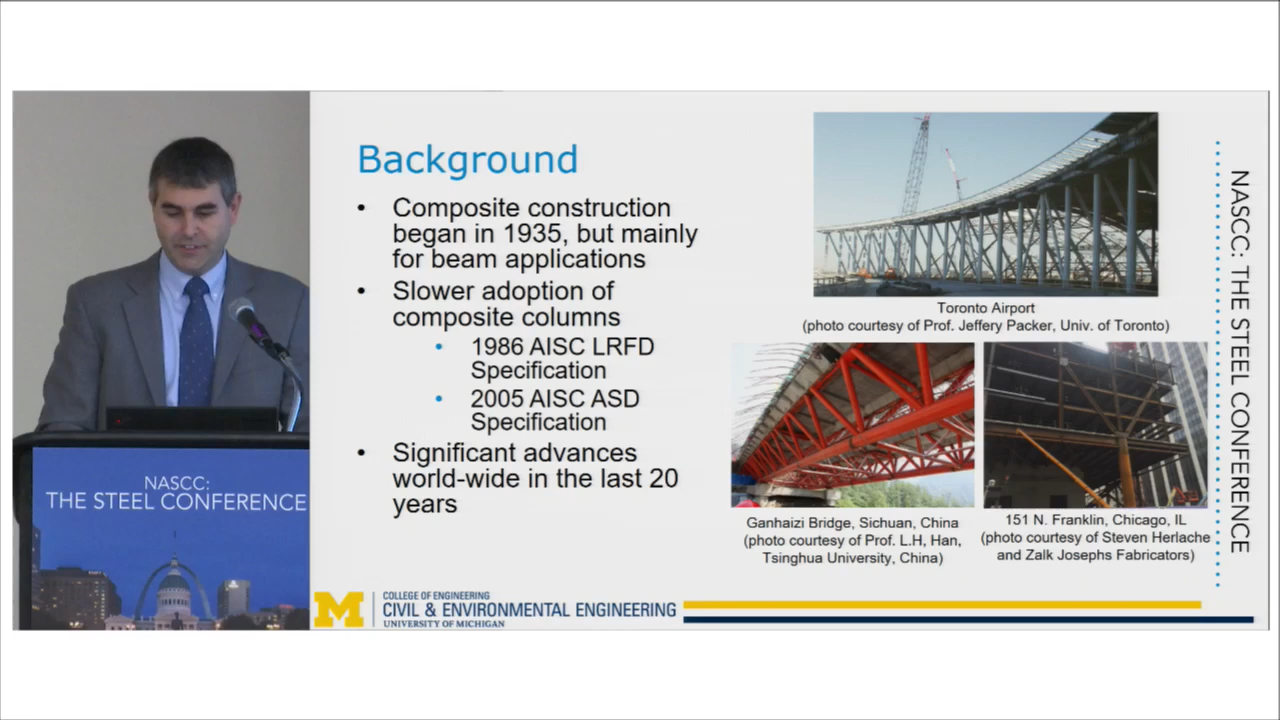 Background
• Composite construction
began in 1935, but mainly
for beam applications
• Slower adoption of
composite columns
• 1986 AISC LRFD
Specification
• 2005 AISC ASD
Specification
• Significant advances
world-wide in the last 20
years
Toronto Airport
(photo courtesy of Prof. Jeffery Packer, Univ. of Toronto)
Ganhaizi Bridge, Sichuan, China
(photo courtesy of Prof. L.H, Han,
Tsinghua University, China)
151 N. Franklin, Chicago, IL
(photo courtesy of Steven Herlache
and Zalk Josephs Fabricators)
NASCC: THE STEEL CONFERENCE
NASCC:
THE STEEL CONFERENCE
M
COLLEGE OF ENGINEERING
CIVIL & ENVIRONMENTAL ENGINEERING
UNIVERSITY OF MICHIGAN